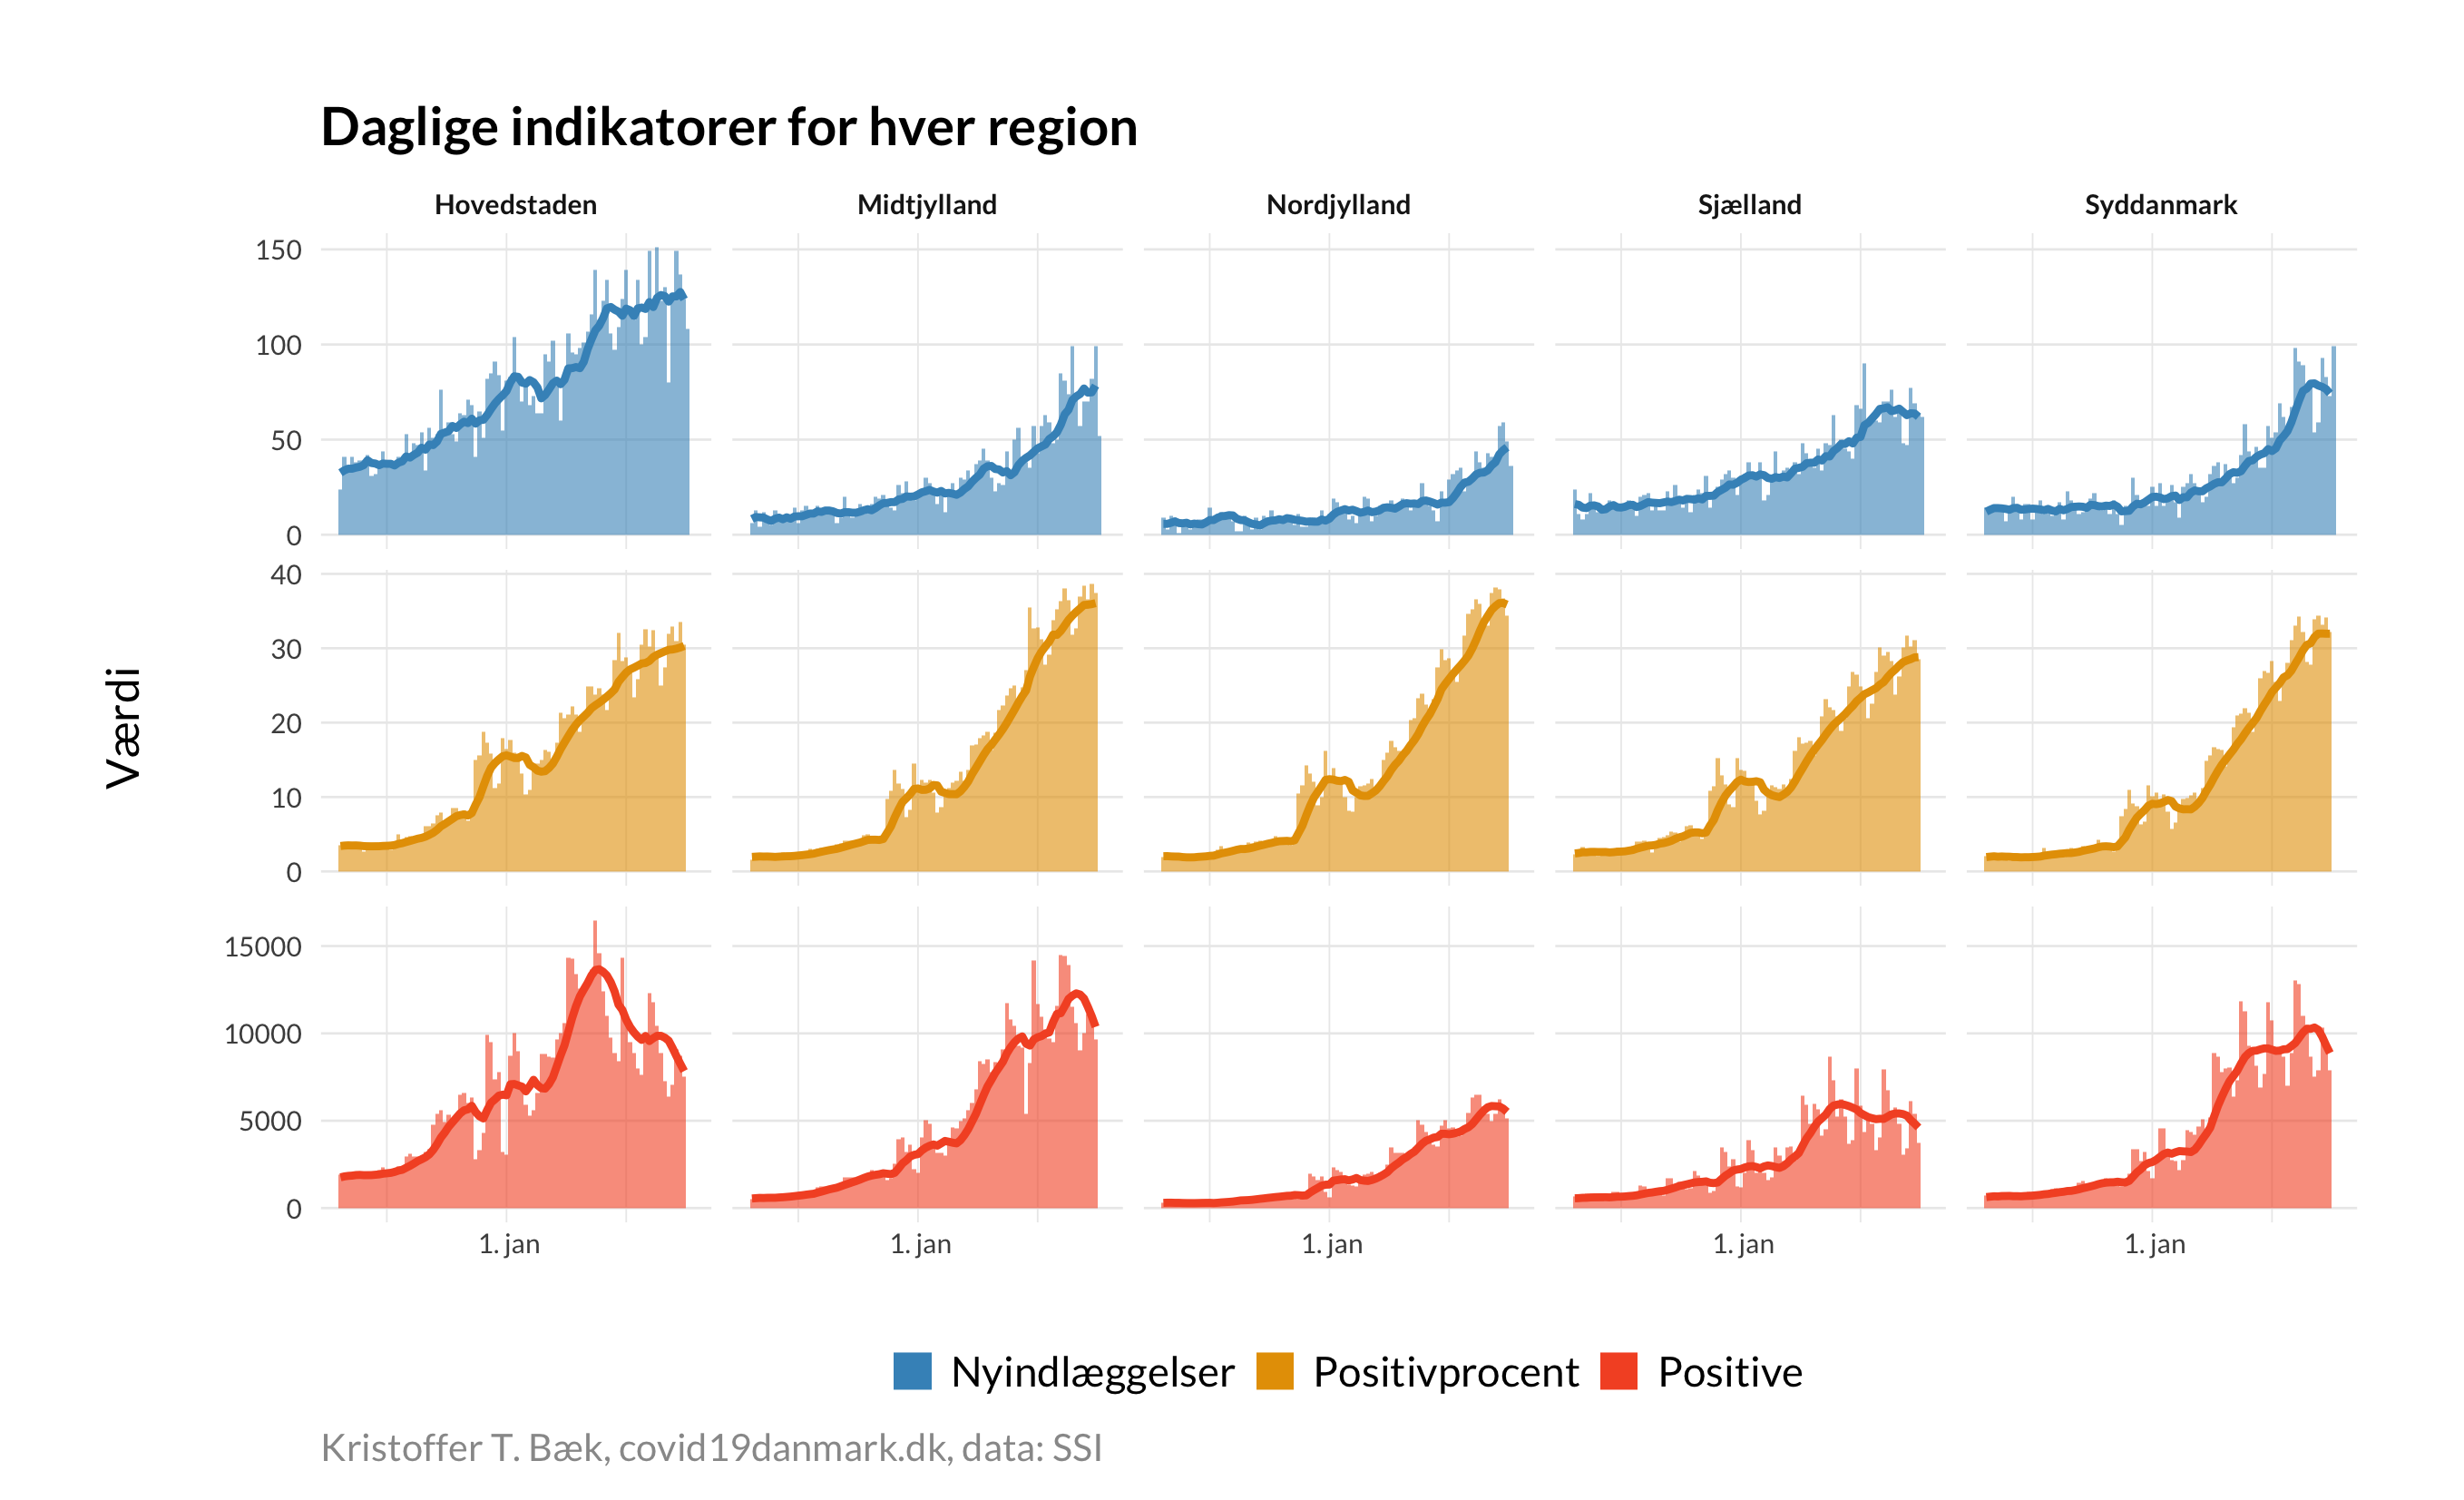 Daglige indikatorer for hver region
Hovedstaden Midtjylland Nordjylland Sjælland Syddanmark
150
100
50
0
40
30
20
10
0
15000
10000
5000
0
Værdi
1. jan 1. jan 1. jan 1. jan 1. jan
Nyindlæggelser Positivprocent Positive
Kristoffer T. Bæk, covid19danmark.dk, data: SSI